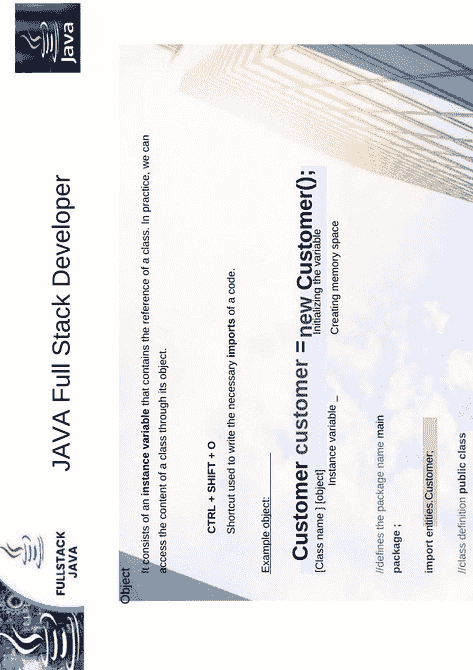 Java
JAVA Full Stack Developer
FULLSTACK
JAVA
Object
It consists of an instance variable that contains the reference of a class. In practice, we can
access the content of a class through its object.
CTRL + SHIFT + O
Shortcut used to write the necessary imports of a code.
Example object:
Customer customer =new Customer();
[Class name ] [object] Initializing the variable
Instance variable _ Creating memory space
//defines the package name main
package ;
import entities.Customer;
//class definition public class